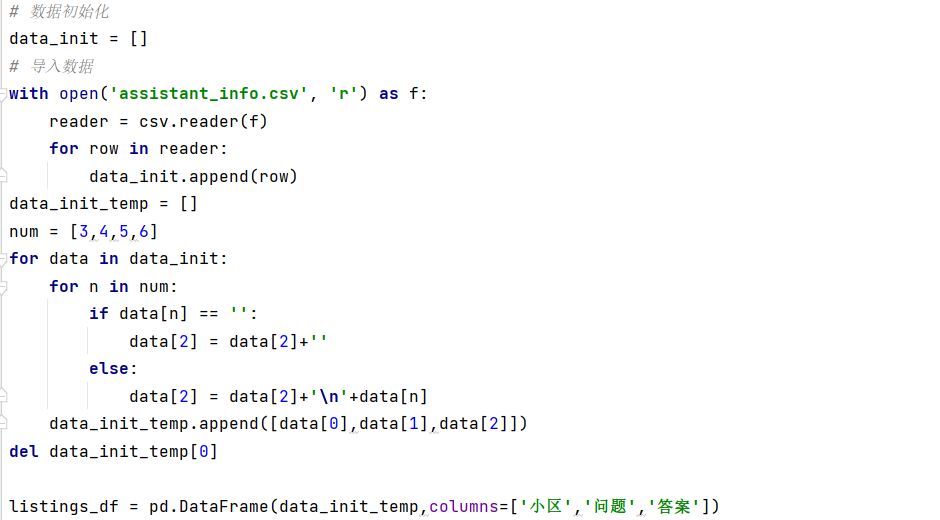 # 数据初始化
data_init = []
# 导入数据
with open('assistant_info.csv', 'r') as f:
    reader = csv.reader(f)
    for row in reader:
        data_init.append(row)
data_init_temp = []
num = [3,4,5,6]
for data in data_init:
    for n in num:
        if data[n] == '':
            data[2] = data[2]+''
        else:
            data[2] = data[2]+'\n'+data[n]
    data_init_temp.append([data[0],data[1],data[2]])
del data_init_temp[0]
listings_df = pd.DataFrame(data_init_temp,columns=['小区','问题','答案'])